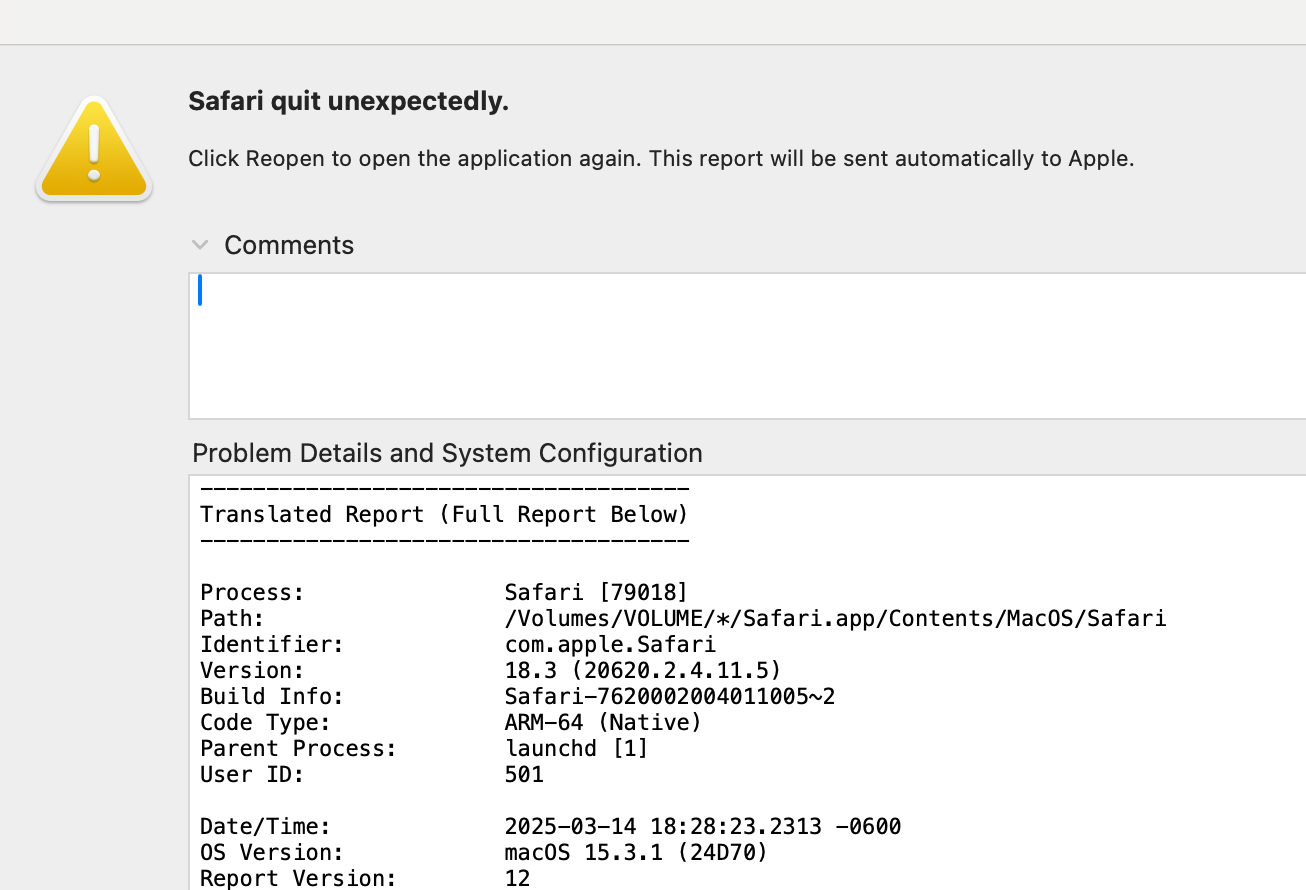 Safari quit unexpectedly.
Click Reopen to open the application again. This report will be sent automatically to Apple.
Comments
Problem Details and System Configuration
-------------------------------------
Translated Report (Full Report Below)
-------------------------------------
Process: Safari [79018]
Path: /Volumes/VOLUME/*/Safari.app/Contents/MacOS/Safari
Identifier: com.apple.Safari
Version: 18.3 (20620.2.4.11.5)
Build Info: Safari-7620002004011005~2
Code Type: ARM-64 (Native)
Parent Process: launchd [1]
User ID: 501
Date/Time: 2025-03-14 18:28:23.2313 -0600
OS Version: macOS 15.3.1 (24D70)
Report Version: 12